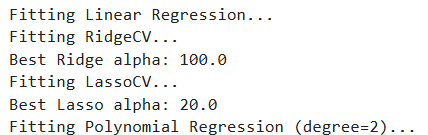 Fitting Linear Regression...
Fitting RidgeCV...
Best Ridge alpha: 100.0
Fitting LassoCV...
Best Lasso alpha: 20.0
Fitting Polynomial Regression (degree=2)...